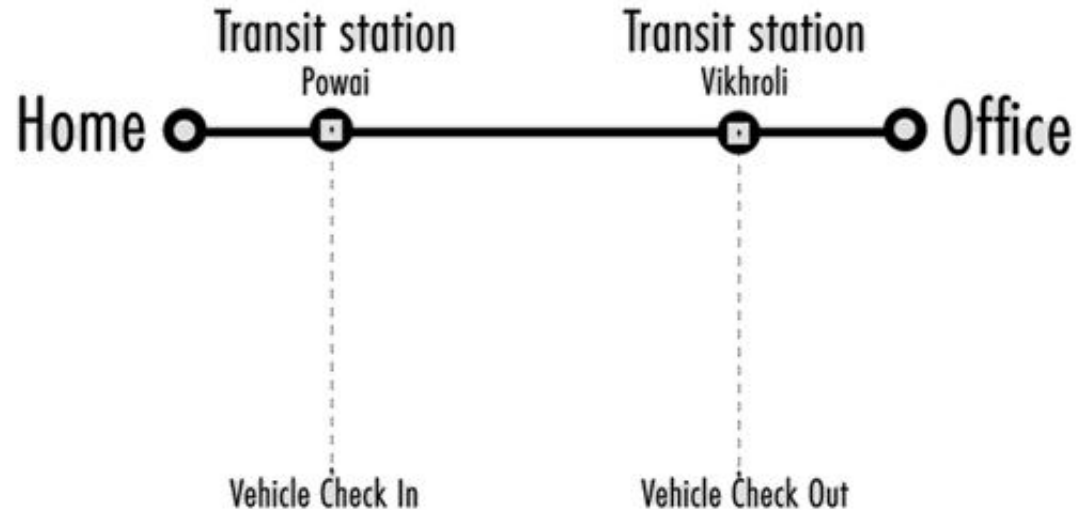 Transit station
Powai
Transit station
Vikhroli
Home
Office
Vehicle Check In
Vehicle Check Out